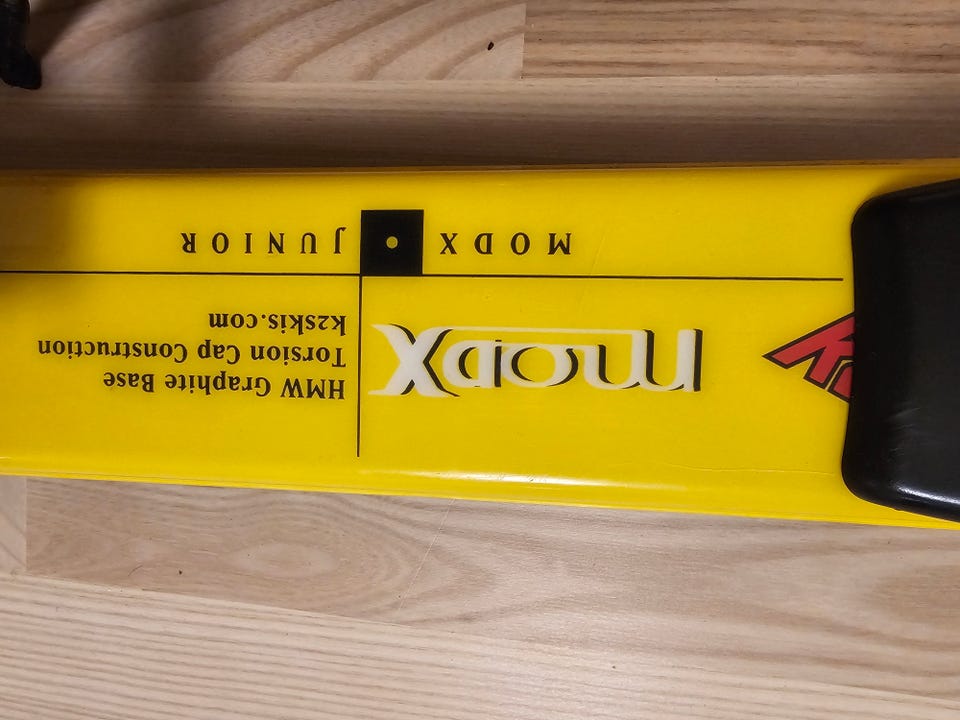 HMW Graphite Base
Torsion Cap Construction
k2skis.com
MODX
MODX JUNIOR